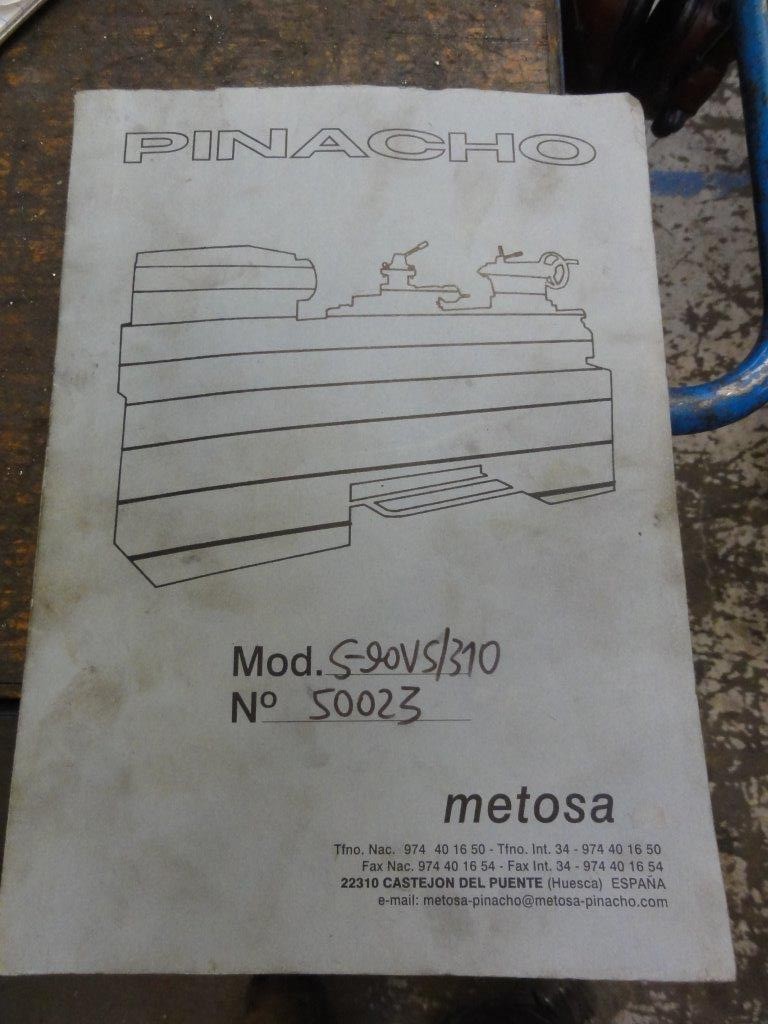 PINACHO
Mod. S-90VS/310
Nº 50023
metosa
Tfno. Nac. 974 40 16 50 - Tfno. Int. 34 - 974 40 16 50
Fax Nac. 974 40 16 54 - Fax Int. 34 - 974 40 16 54
22310 CASTEJON DEL PUENTE (Huesca) ESPAÑA
e-mail: metosa-pinacho@metosa-pinacho.com